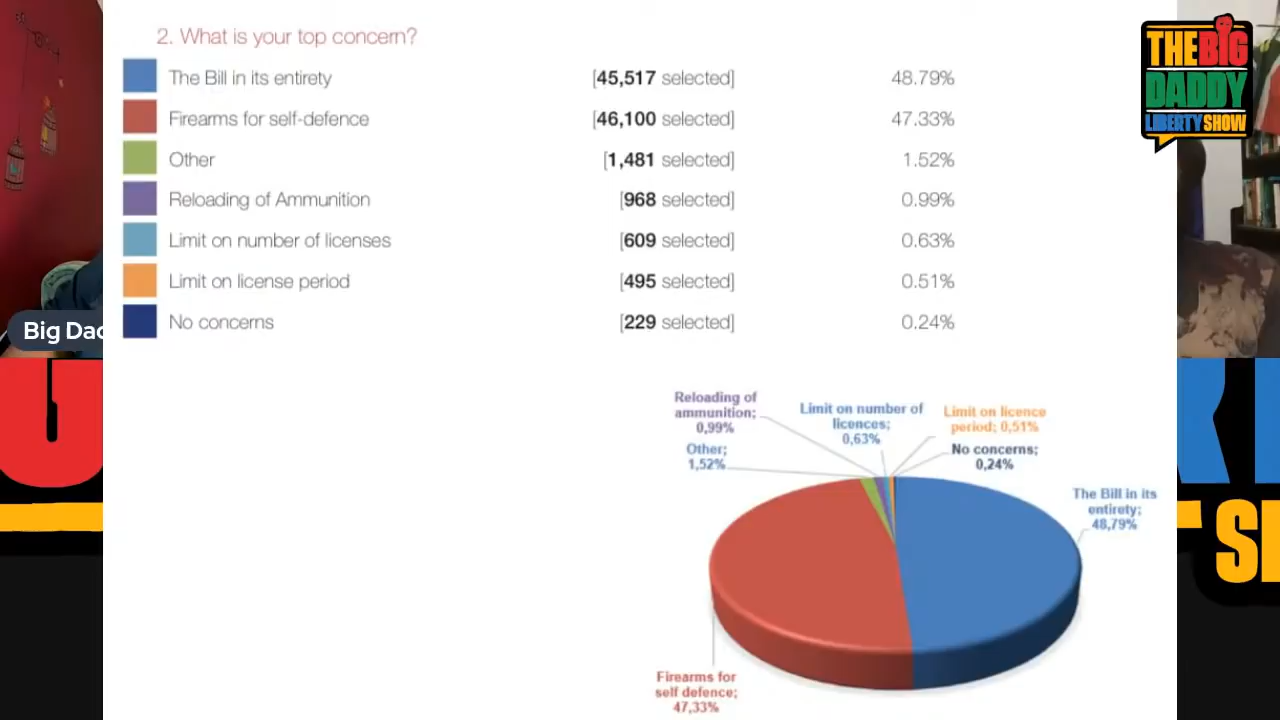 2. What is your top concern?
The Bill in its entirety [45,517 selected] 48.79%
Firearms for self-defence [46,100 selected] 47.33%
Other [1,481 selected] 1.52%
Reloading of Ammunition [968 selected] 0.99%
Limit on number of licenses [609 selected] 0.63%
Limit on license period [495 selected] 0.51%
No concerns [229 selected] 0.24%
THE BIG
DADDY
LIBERTY SHOW
Big Dad
Reloading of
ammunition;
0,99%
Limit on number of
licences;
0,63%
Limit on licence
period; 0,51%
Other;
1,52%
No concerns;
0,24%
The Bill in its
entirety;
48,79%
Firearms for
self defence;
47,33%
U
S